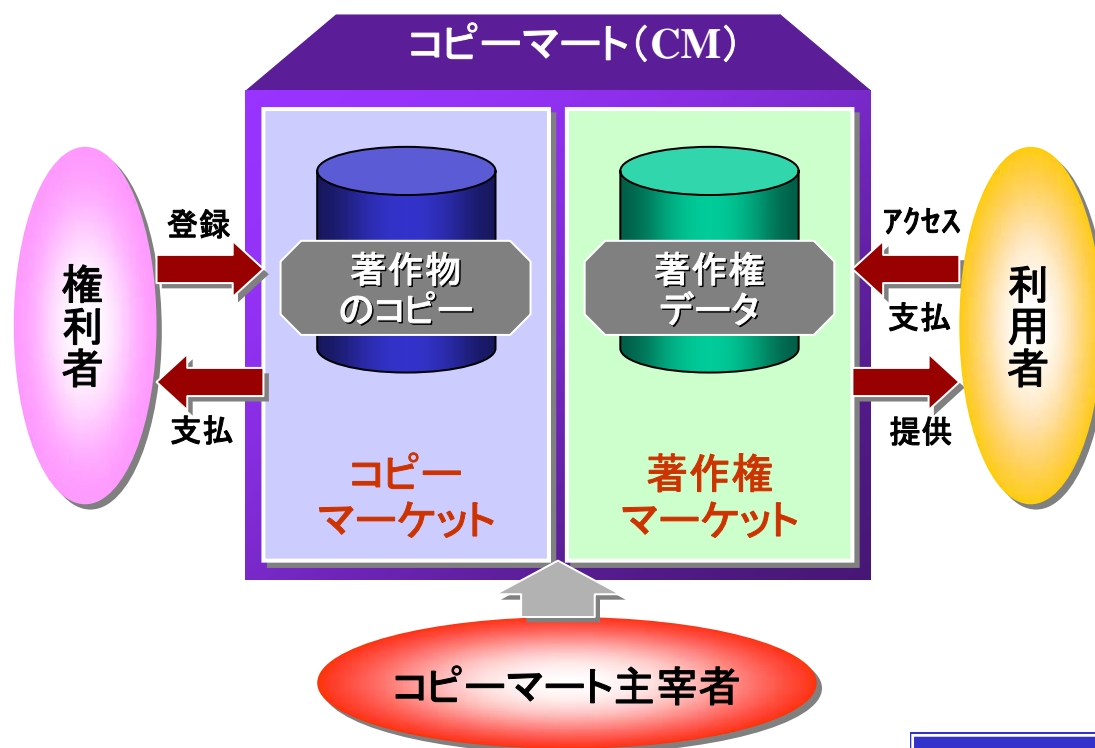 コピーマート（CM）
権利者
登録
支払
著作物
のコピー
コピー
マーケット
著作権
データ
著作権
マーケット
アクセス
支払
提供
利用者
コピーマート主宰者